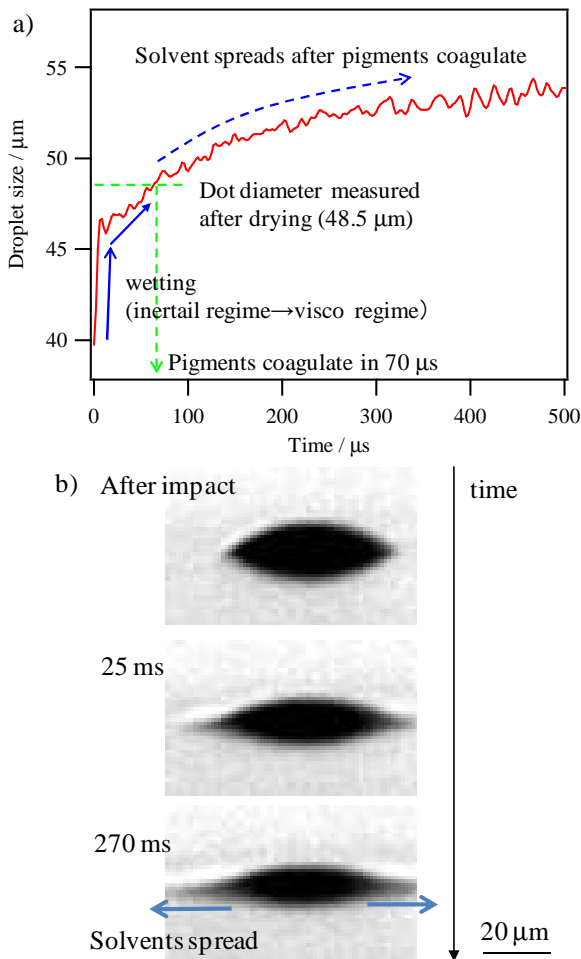 a)
Solvent spreads after pigments coagulate
55
50
45
40
Droplet size / μm
Dot diameter measured
after drying (48.5 μm)
wetting
(inertail regime→visco regime）
Pigments coagulate in 70 μs
0 100 200 300 400 500
Time / μs
b) After impact
time
25 ms
270 ms
Solvents spread
20 μm